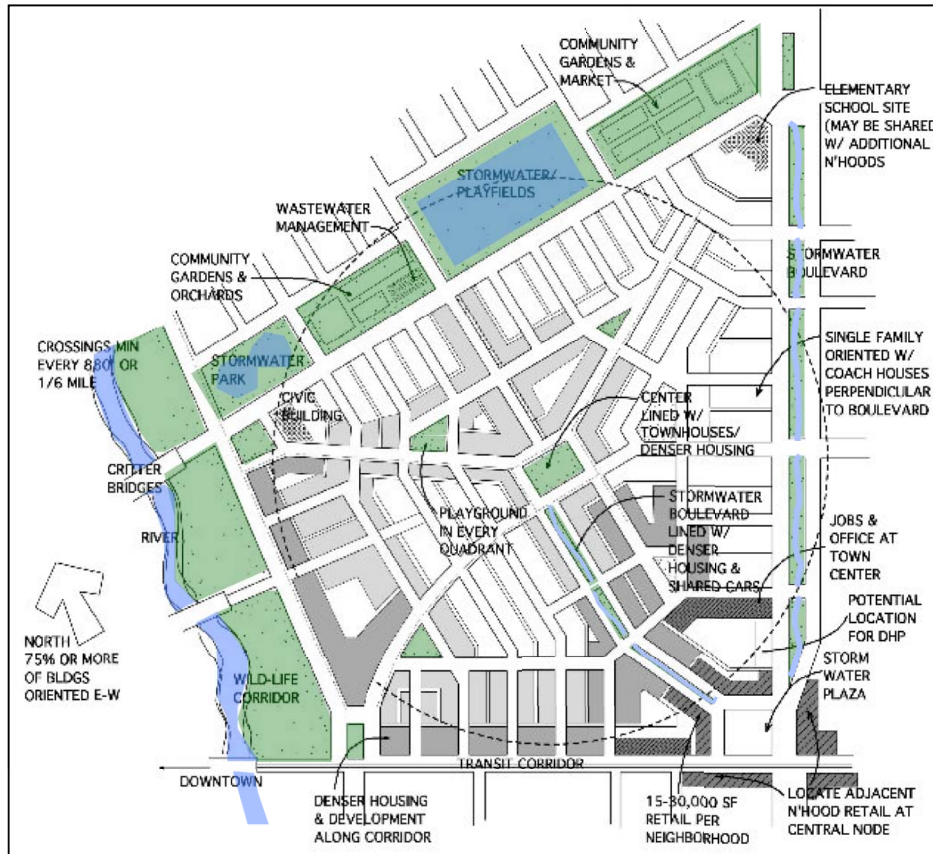 COMMUNITY
GARDENS &
MARKET
ELEMENTARY
SCHOOL SITE
(MAY BE SHARED
W/ ADDITIONAL
N'HOODS
STORMWATER/
PLAYFIELDS
WASTEWATER
MANAGEMENT
COMMUNITY
GARDENS &
ORCHARDS
STORMWATER
BOULEVARD
CROSSINGS MIN
EVERY 880' OR
1/6 MILE
STORMWATER
PARK
SINGLE FAMILY
ORIENTED W/
COACH HOUSES
PERPENDICULAR
TO BOULEVARD
CIVIC
BUILDING
CENTER
LINED W/
TOWNHOUSES/
DENSER HOUSING
CRITTER
BRIDGES
PLAYGROUND
IN EVERY
QUADRANT
STORMWATER
BOULEVARD
LINED W/
DENSER
HOUSING &
SHARED CARS
RIVER
JOBS &
OFFICE AT
TOWN
CENTER
POTENTIAL
LOCATION
FOR DHP
NORTH
75% OR MORE
OF BLDGS
ORIENTED E-W
STORM
WATER
PLAZA
WILD-LIFE
CORRIDOR
TRANSIT CORRIDOR
DOWNTOWN
DENSER HOUSING
& DEVELOPMENT
ALONG CORRIDOR
15-30,000 SF
RETAIL PER
NEIGHBORHOOD
LOCATE ADJACENT
N'HOOD RETAIL AT
CENTRAL NODE